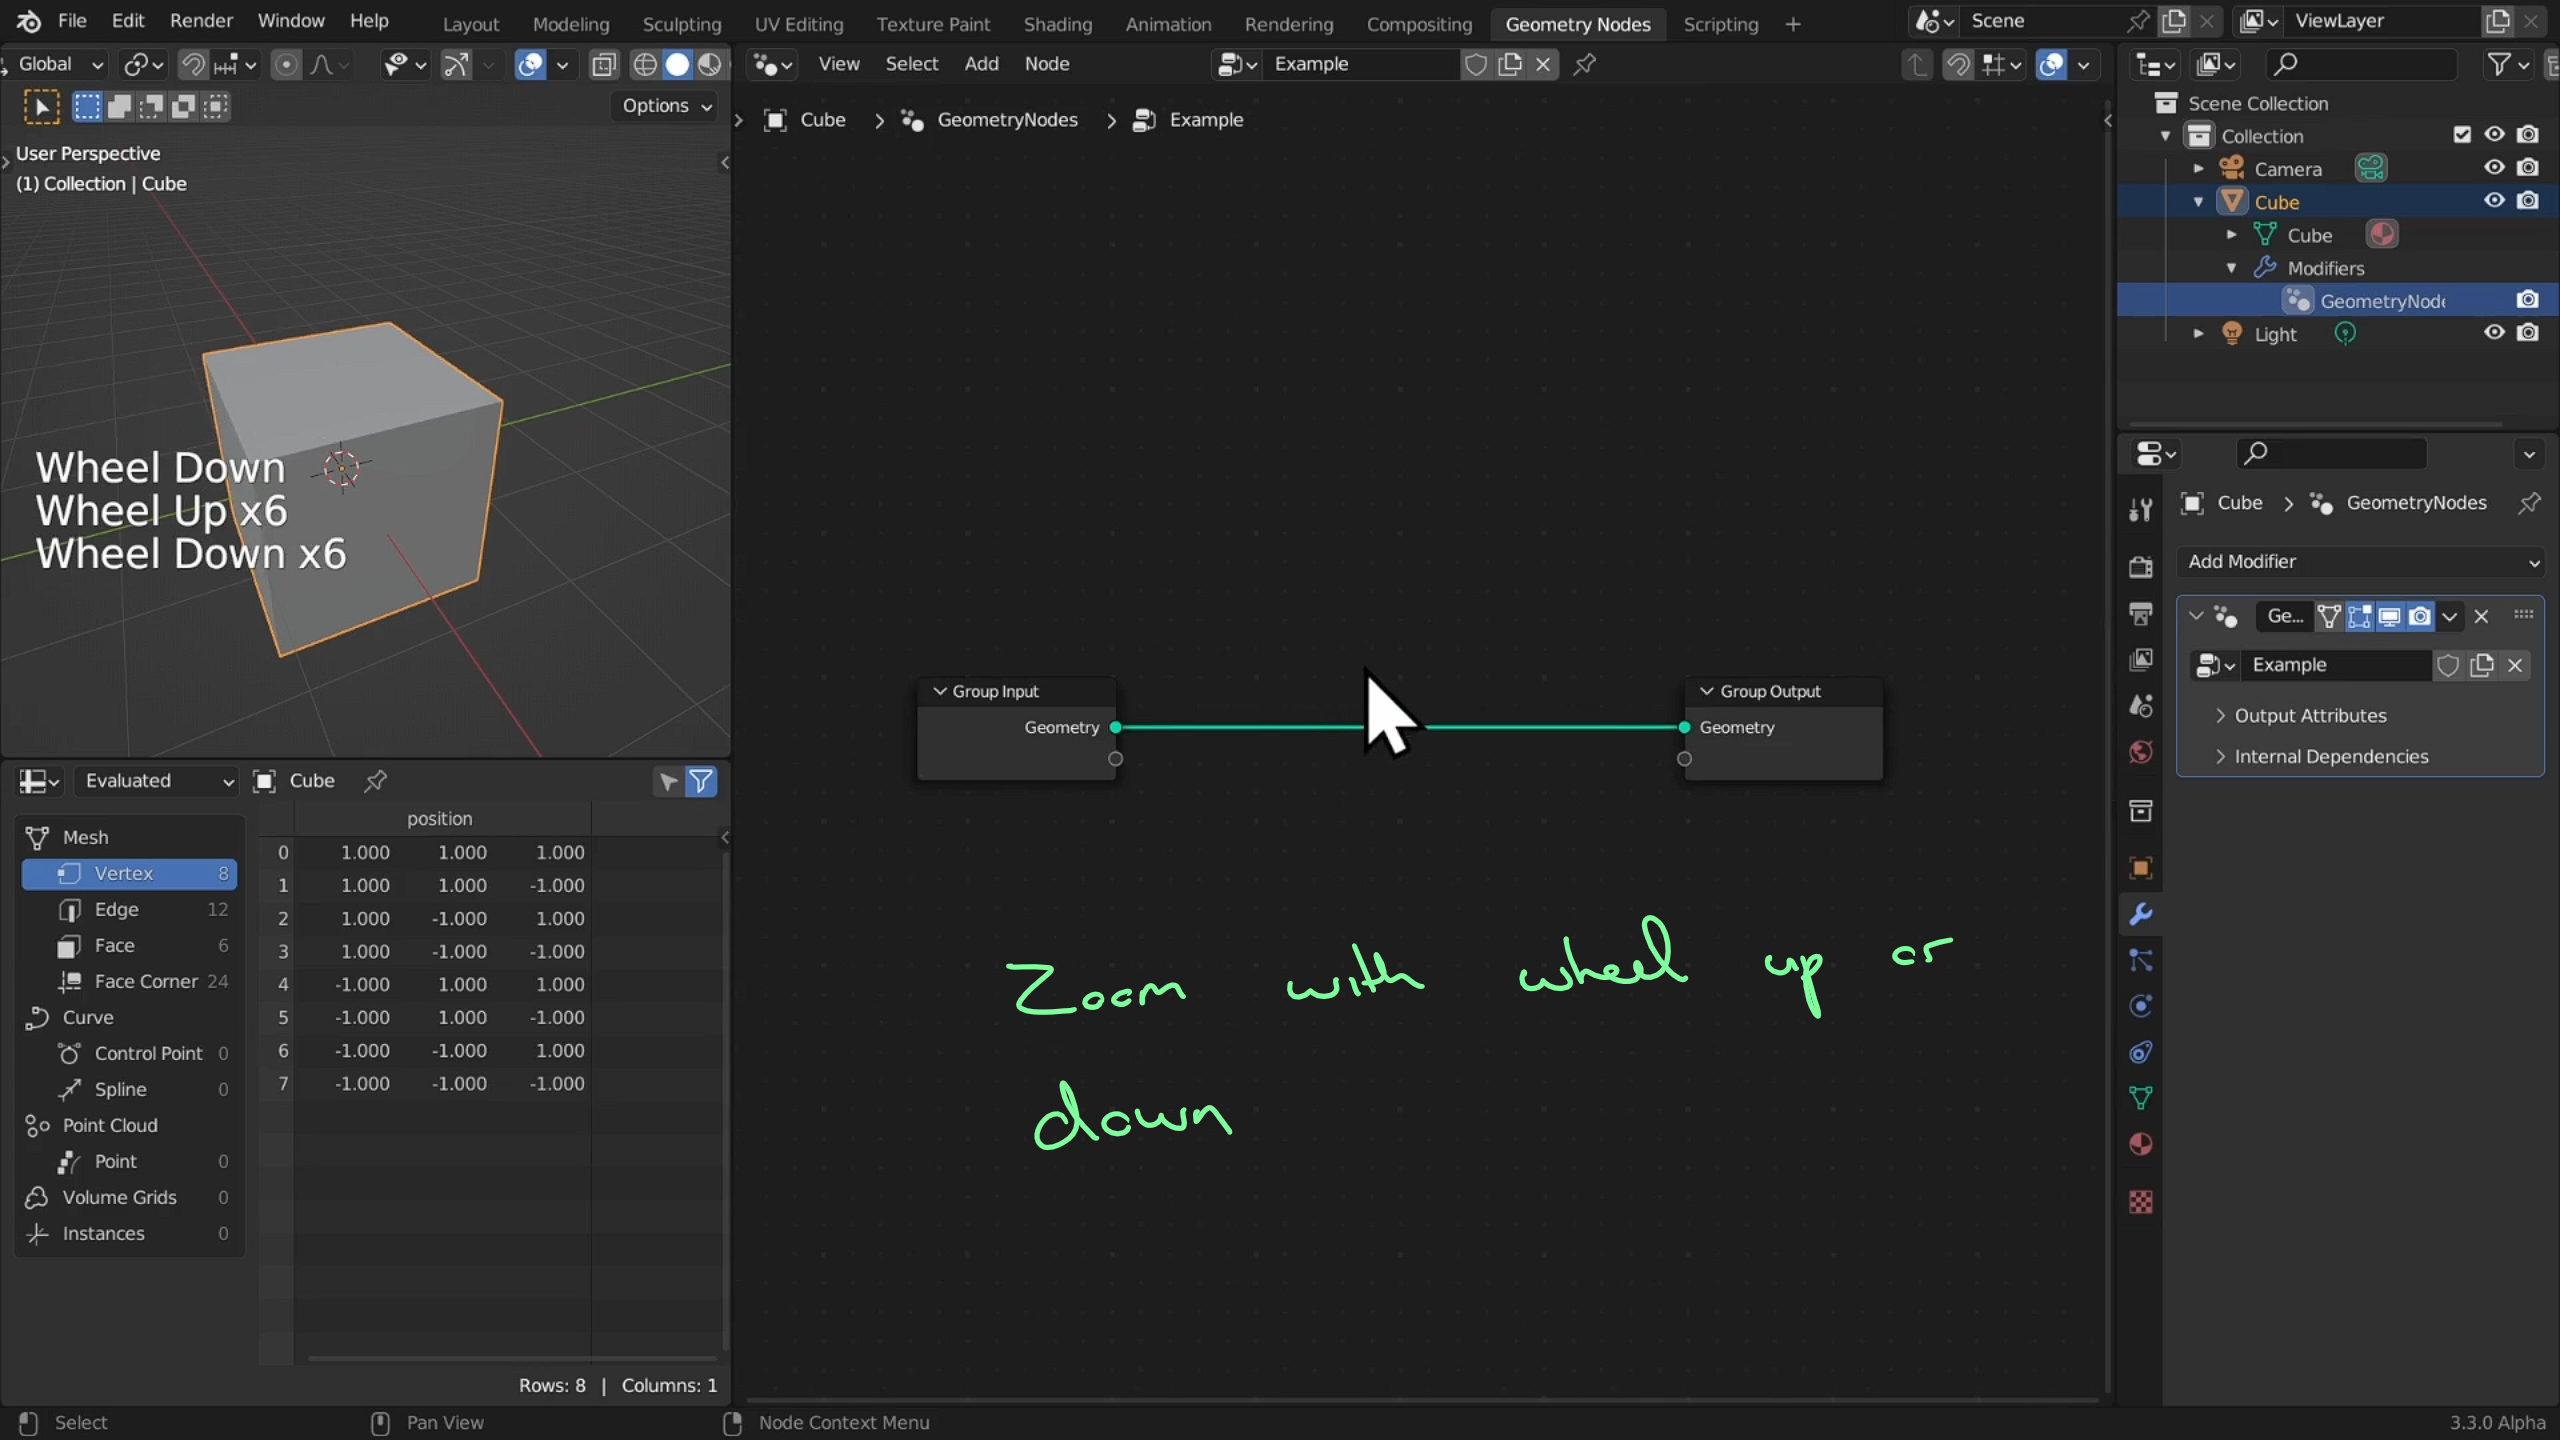 File Edit Render Window Help Layout Modeling Sculpting UV Editing Texture Paint Shading Animation Rendering Compositing Geometry Nodes Scripting + Scene ViewLayer
Global
Options
User Perspective
(1) Collection | Cube
Wheel Down
Wheel Up x6
Wheel Down x6
Evaluated Cube
position
Mesh
Vertex 8
Edge 12
Face 6
Face Corner 24
Curve
Control Point 0
Spline 0
Point Cloud
Point 0
Volume Grids 0
Instances 0
0 1.000 1.000 1.000
1 1.000 1.000 -1.000
2 1.000 -1.000 1.000
3 1.000 -1.000 -1.000
4 -1.000 1.000 1.000
5 -1.000 1.000 -1.000
6 -1.000 -1.000 1.000
7 -1.000 -1.000 -1.000
Rows: 8 | Columns: 1
View Select Add Node Example
Cube > GeometryNodes > Example
Group Input
Geometry
Group Output
Geometry
Zoom with wheel up or
down
Scene Collection
Collection
Camera
Cube
Cube
Modifiers
GeometryNode
Light
Cube > GeometryNodes
Add Modifier
Ge...
Example
Output Attributes
Internal Dependencies
Select Pan View Node Context Menu 3.3.0 Alpha